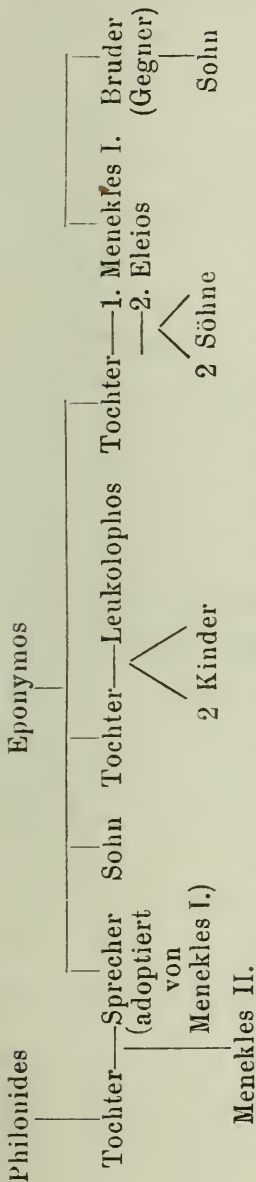 Philonides Eponymos
Tochter—Sprecher Sohn Tochter—Leukolophos Tochter—1. Menekles I. Bruder
(adoptiert —2. Eleios (Gegner)
von
Menekles I.) 2 Kinder 2 Söhne Sohn
Menekles II.